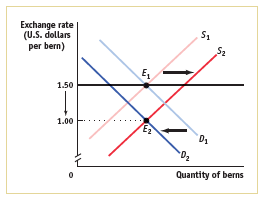 Exchange rate
(U.S. dollars
per bern)
S1
S2
E1
1.50
1.00
E2
D1
D2
0
Quantity of berns